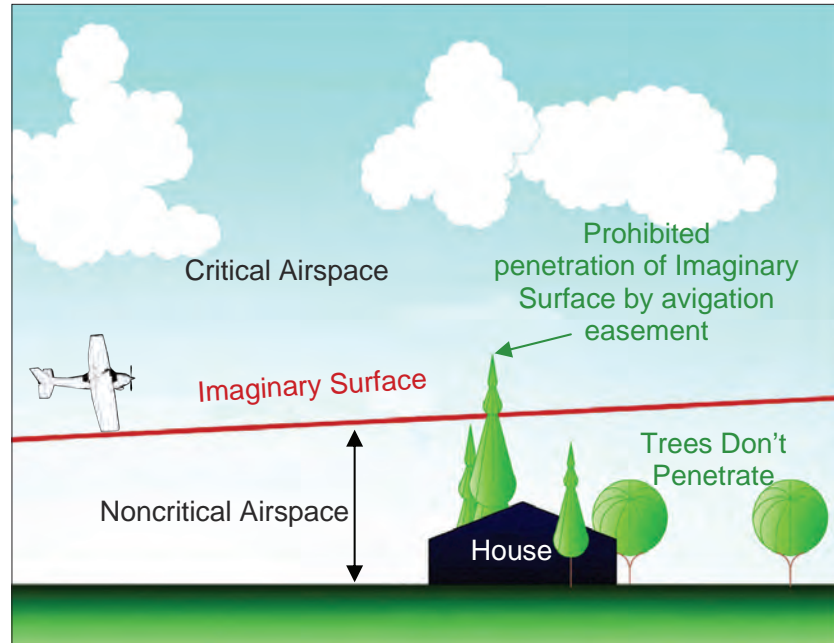 Critical Airspace
Prohibited
penetration of Imaginary
Surface by avigation
easement
Imaginary Surface
Trees Don't
Penetrate
Noncritical Airspace
House